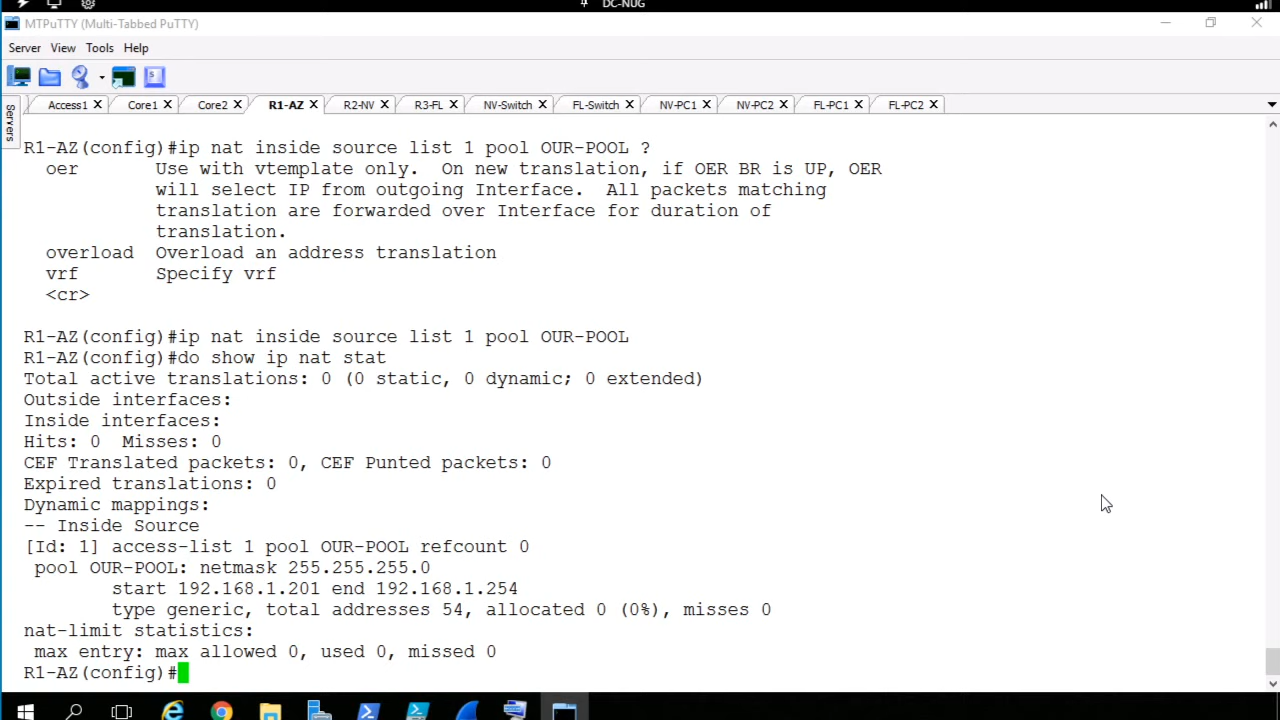 DC-NUG
MTPuTTY (Multi-Tabbed PuTTY)
Server View Tools Help
Servers
Access1 Core1 Core2 R1-AZ R2-NV R3-FL NV-Switch FL-Switch NV-PC1 NV-PC2 FL-PC1 FL-PC2
R1-AZ(config)#ip nat inside source list 1 pool OUR-POOL ?
oer Use with vtemplate only. On new translation, if OER BR is UP, OER
will select IP from outgoing Interface. All packets matching
translation are forwarded over Interface for duration of
translation.
overload Overload an address translation
vrf Specify vrf
<cr>
R1-AZ(config)#ip nat inside source list 1 pool OUR-POOL
R1-AZ(config)#do show ip nat stat
Total active translations: 0 (0 static, 0 dynamic; 0 extended)
Outside interfaces:
Inside interfaces:
Hits: 0 Misses: 0
CEF Translated packets: 0, CEF Punted packets: 0
Expired translations: 0
Dynamic mappings:
-- Inside Source
[Id: 1] access-list 1 pool OUR-POOL refcount 0
pool OUR-POOL: netmask 255.255.255.0
start 192.168.1.201 end 192.168.1.254
type generic, total addresses 54, allocated 0 (0%), misses 0
nat-limit statistics:
max entry: max allowed 0, used 0, missed 0
R1-AZ(config)#